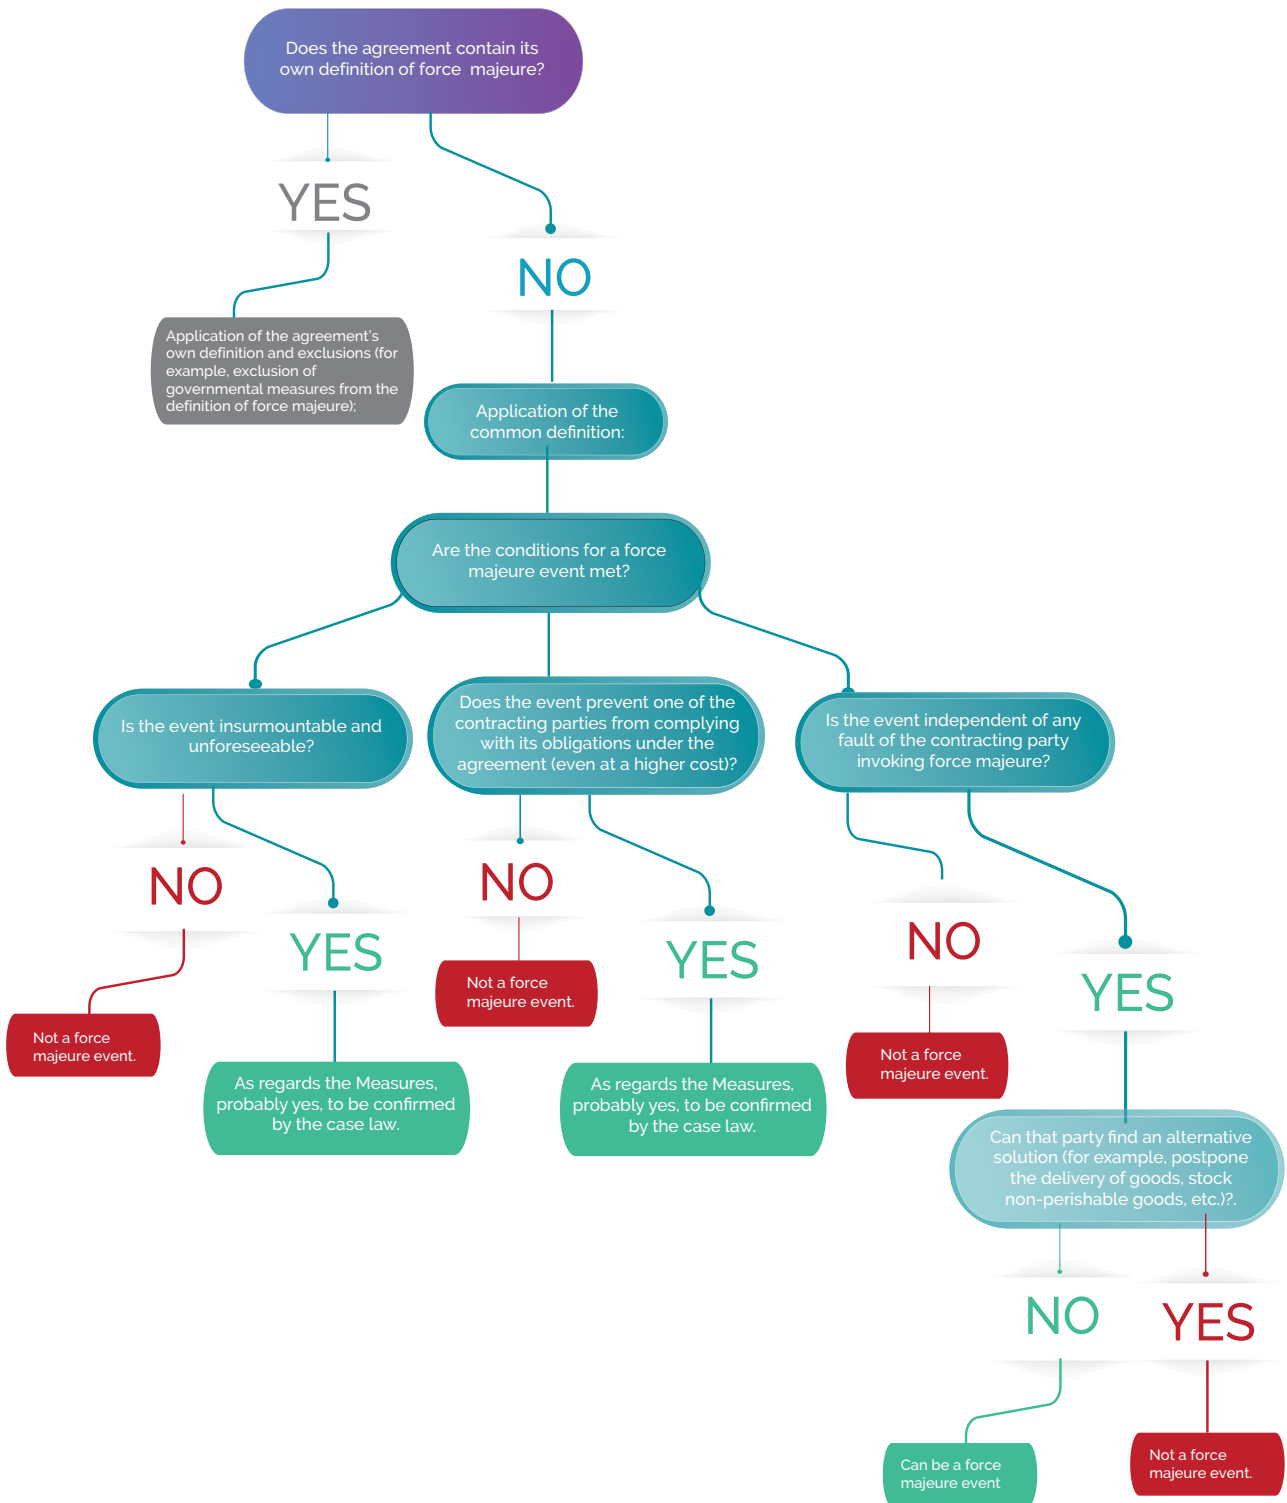 Does the agreement contain its
own definition of force majeure?
YES
NO
Application of the agreement's
own definition and exclusions (for
example, exclusion of
governmental measures from the
definition of force majeure);
Application of the
common definition:
Are the conditions for a force
majeure event met?
Is the event insurmountable and
unforeseeable?
Does the event prevent one of the
contracting parties from complying
with its obligations under the
agreement (even at a higher cost)?
Is the event independent of any
fault of the contracting party
invoking force majeure?
NO
YES
NO
YES
NO
YES
Not a force
majeure event.
As regards the Measures,
probably yes, to be confirmed
by the case law.
Not a force
majeure event.
As regards the Measures,
probably yes, to be confirmed
by the case law.
Not a force
majeure event.
Can that party find an alternative
solution (for example, postpone
the delivery of goods, stock
non-perishable goods, etc.)?.
NO
YES
Can be a force
majeure event
Not a force
majeure event.